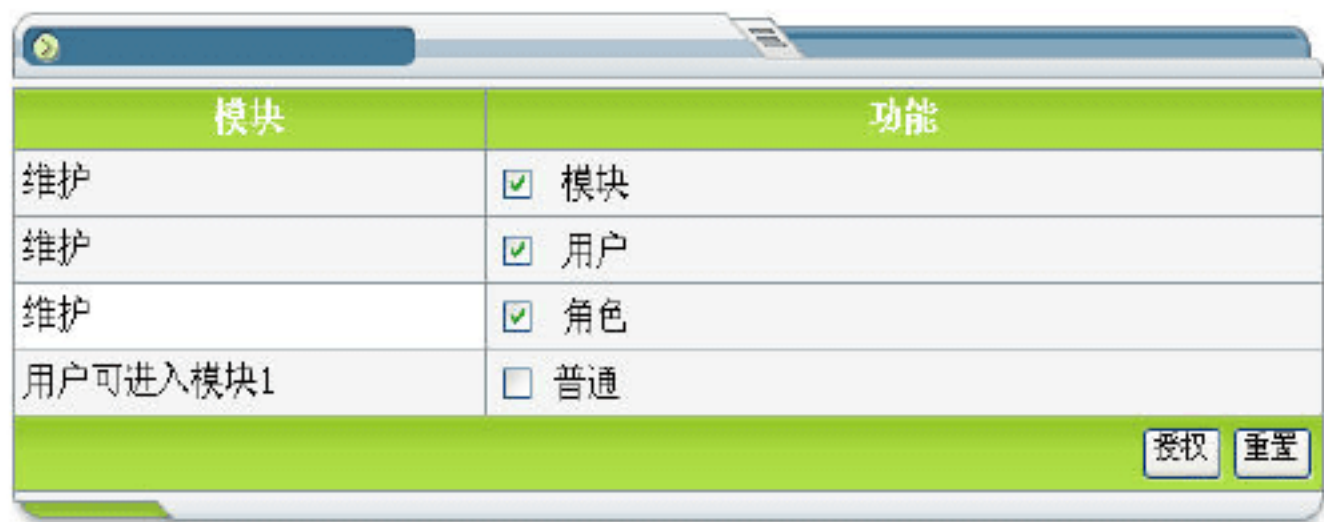 模块 功能
维护 模块
维护 用户
维护 角色
用户可进入模块1 普通
授权 重置